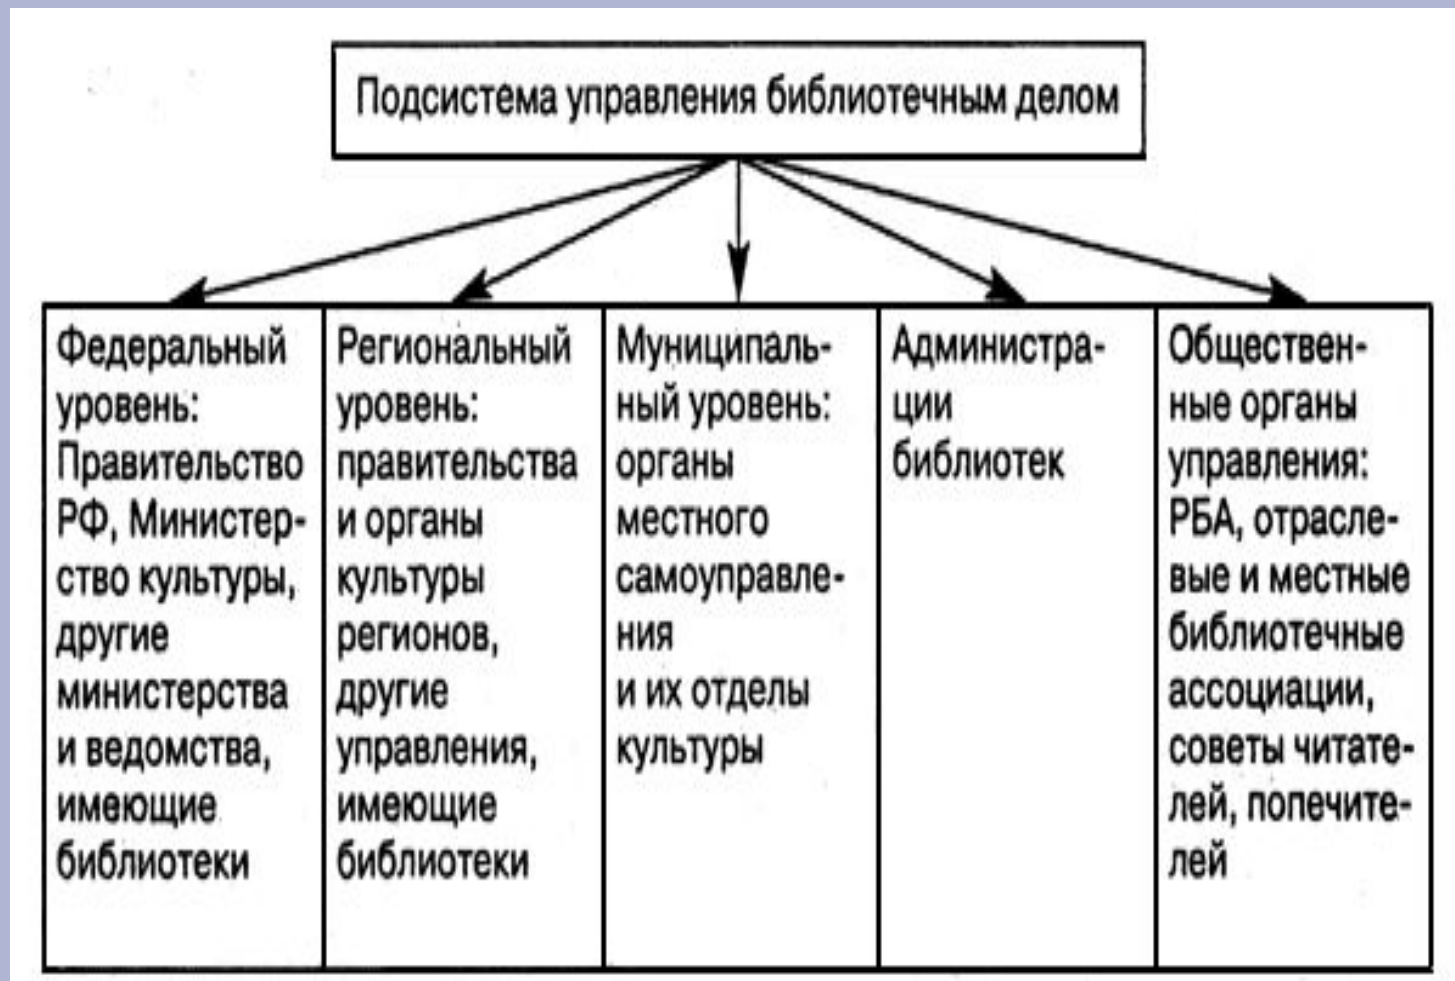 Подсистема управления библиотечным делом
Федеральный
уровень:
Правительство
РФ, Министер-
ство культуры,
другие
министерства
и ведомства,
имеющие
библиотеки
Региональный
уровень:
правительства
и органы
культуры
регионов,
другие
управления,
имеющие
библиотеки
Муниципаль-
ный уровень:
органы
местного
самоуправле-
ния
и их отделы
культуры
Администра-
ции
библиотек
Обществен-
ные органы
управления:
РБА, отрасле-
вые и местные
библиотечные
ассоциации,
советы читате-
лей, попечите-
лей